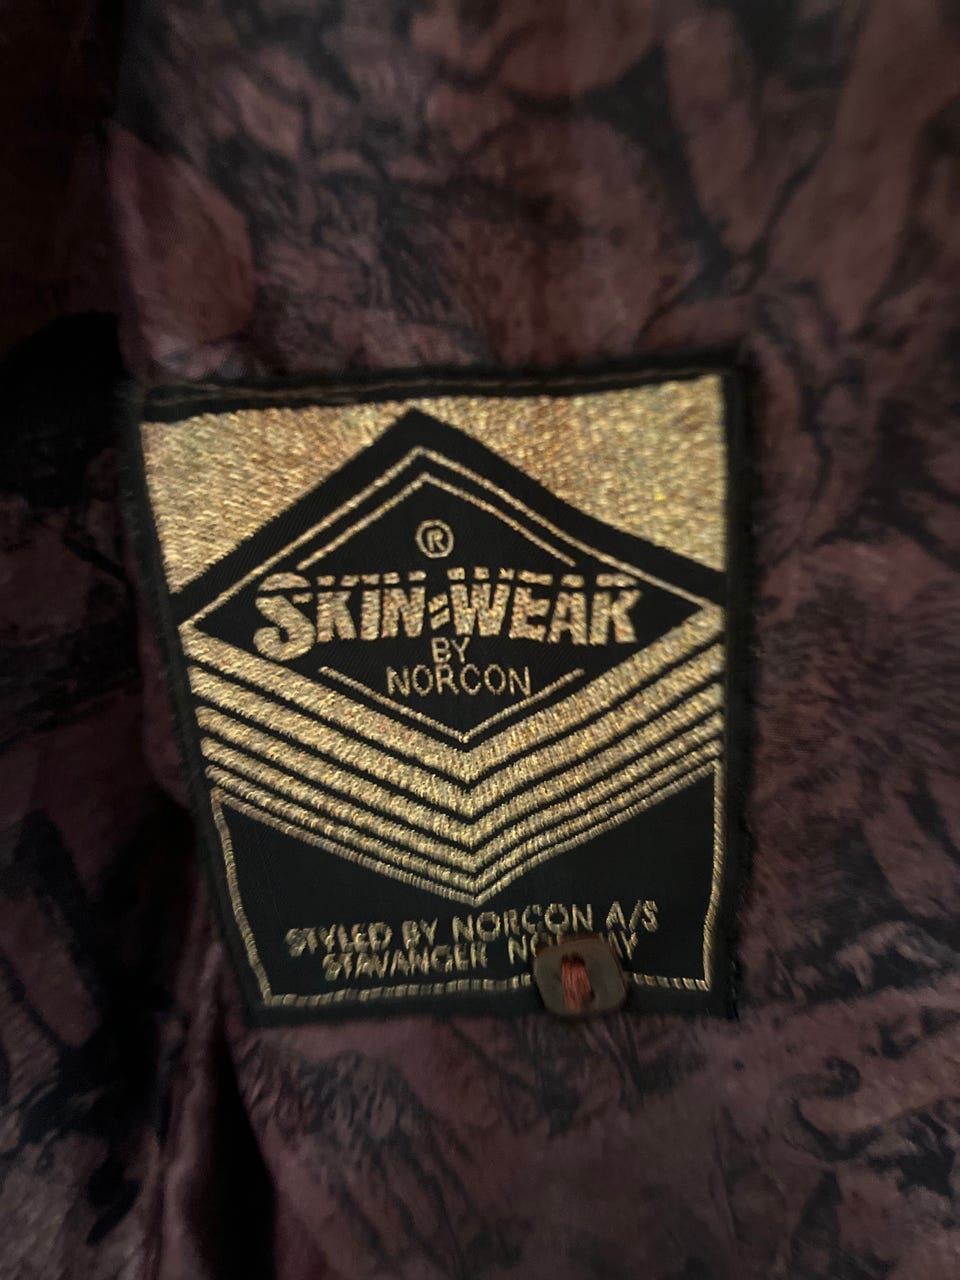 ®
SKIN-WEAR
BY
NORCON
STYLED BY NORCON A/S
STAVANGER